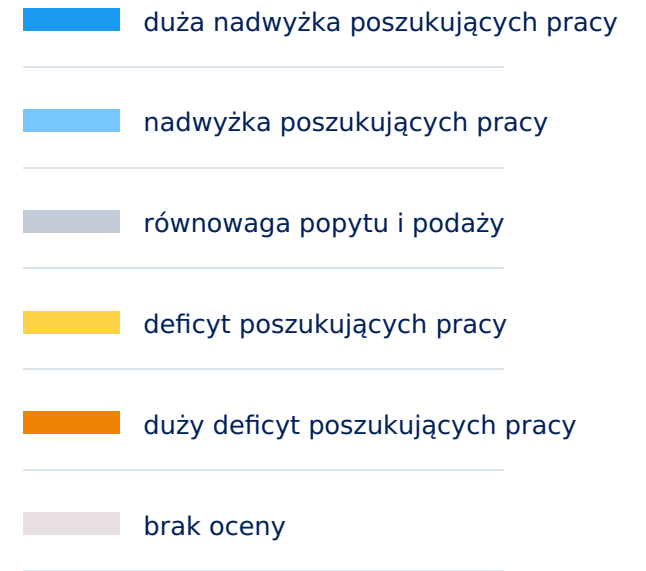 duża nadwyżka poszukujących pracy
nadwyżka poszukujących pracy
równowaga popytu i podaży
deficyt poszukujących pracy
duży deficyt poszukujących pracy
brak oceny